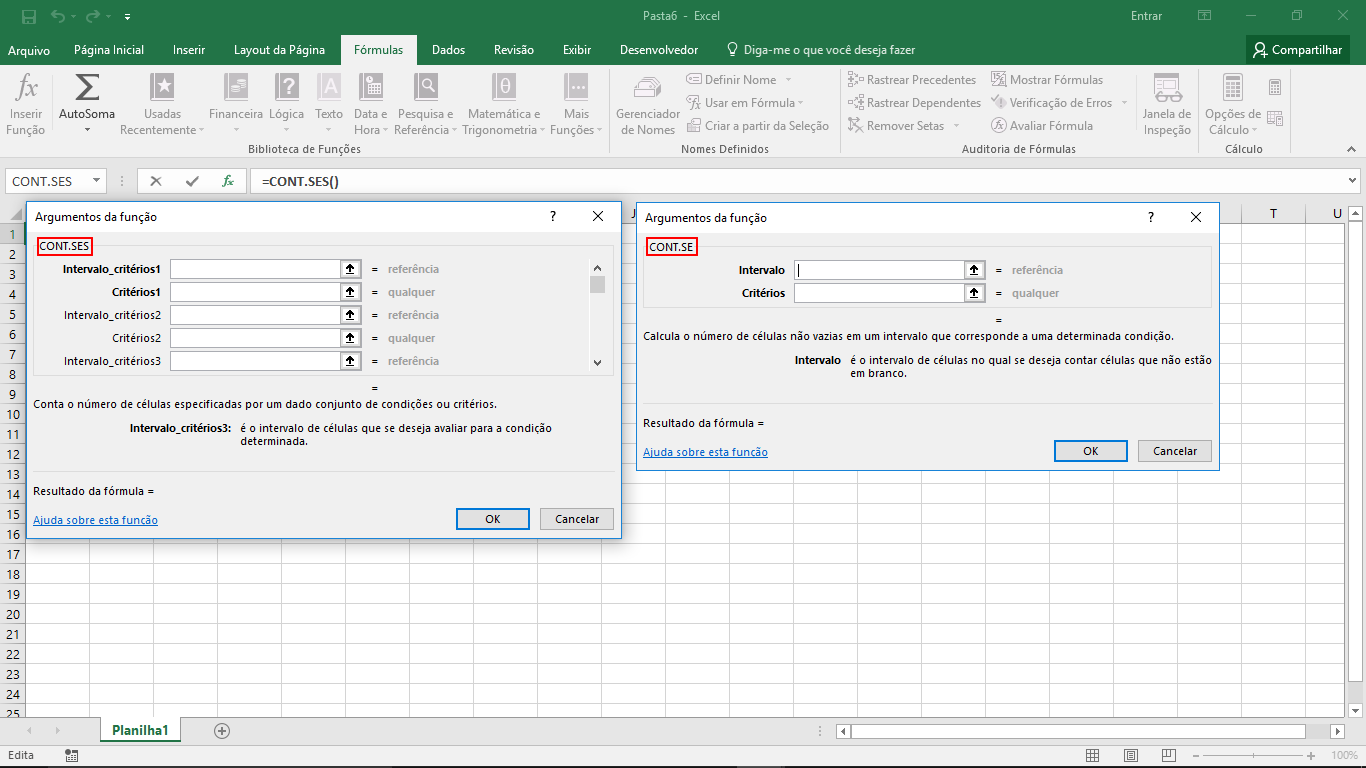 Pasta6 - Excel
Entrar
Arquivo Página Inicial Inserir Layout da Página Fórmulas Dados Revisão Exibir Desenvolvedor Diga-me o que você deseja fazer Compartilhar
Inserir Função
AutoSoma
Usadas Recentemente
Financeira
Lógica
Texto
Data e Hora
Pesquisa e Referência
Matemática e Trigonometria
Mais Funções
Biblioteca de Funções
Gerenciador de Nomes
Definir Nome
Usar em Fórmula
Criar a partir da Seleção
Nomes Definidos
Rastrear Precedentes
Rastrear Dependentes
Remover Setas
Mostrar Fórmulas
Verificação de Erros
Avaliar Fórmula
Auditoria de Fórmulas
Janela de Inspeção
Opções de Cálculo
Cálculo
CONT.SES
fx
=CONT.SES()
J T U
1
2
3
4
5
6
7
8
9
10
11
12
13
14
15
16
17
18
19
20
21
22
23
24
25
Argumentos da função ?
CONT.SES
Intervalo_critérios1 = referência
Critérios1 = qualquer
Intervalo_critérios2 = referência
Critérios2 = qualquer
Intervalo_critérios3 = referência
=
Conta o número de células especificadas por um dado conjunto de condições ou critérios.
Intervalo_critérios3: é o intervalo de células que se deseja avaliar para a condição
determinada.
Resultado da fórmula =
Ajuda sobre esta função
OK Cancelar
Argumentos da função ?
CONT.SE
Intervalo = referência
Critérios = qualquer
=
Calcula o número de células não vazias em um intervalo que corresponde a uma determinada condição.
Intervalo é o intervalo de células no qual se deseja contar células que não estão
em branco.
Resultado da fórmula =
Ajuda sobre esta função
OK Cancelar
Planilha1
Edita
100%